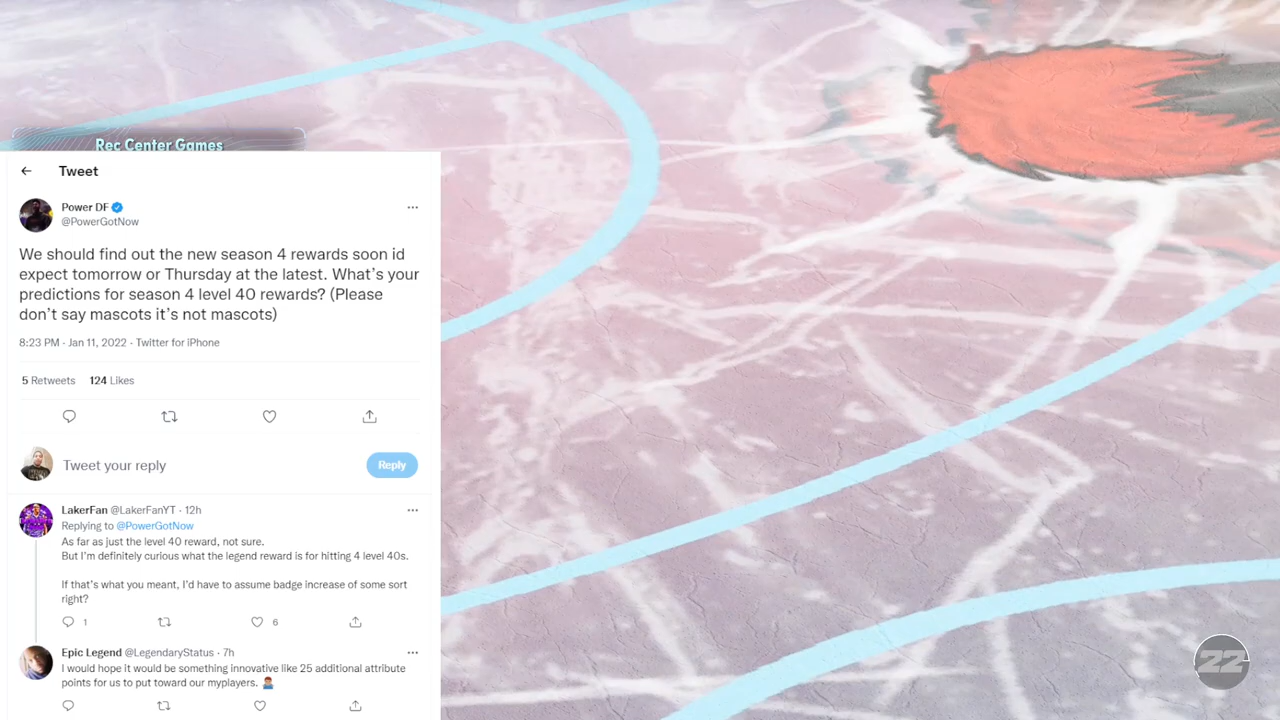 Rec Center Games
Tweet
Power DF
@PowerGotNow
We should find out the new season 4 rewards soon id
expect tomorrow or Thursday at the latest. What's your
predictions for season 4 level 40 rewards? (Please
don't say mascots it's not mascots)
8:23 PM · Jan 11, 2022 · Twitter for iPhone
5 Retweets 124 Likes
Tweet your reply
Reply
LakerFan @LakerFanYT · 12h
Replying to @PowerGotNow
As far as just the level 40 reward, not sure.
But I'm definitely curious what the legend reward is for hitting 4 level 40s.
If that's what you meant, I'd have to assume badge increase of some sort
right?
1 6
Epic Legend @LegendaryStatus · 7h
I would hope it would be something innovative like 25 additional attribute
points for us to put toward our myplayers.
22